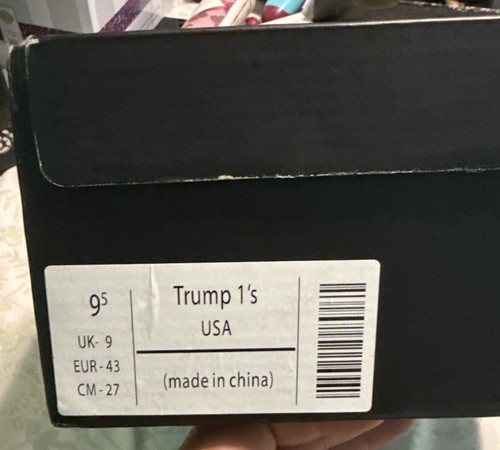 9⁵
UK- 9
EUR-43
CM-27
Trump 1's
USA
(made in china)